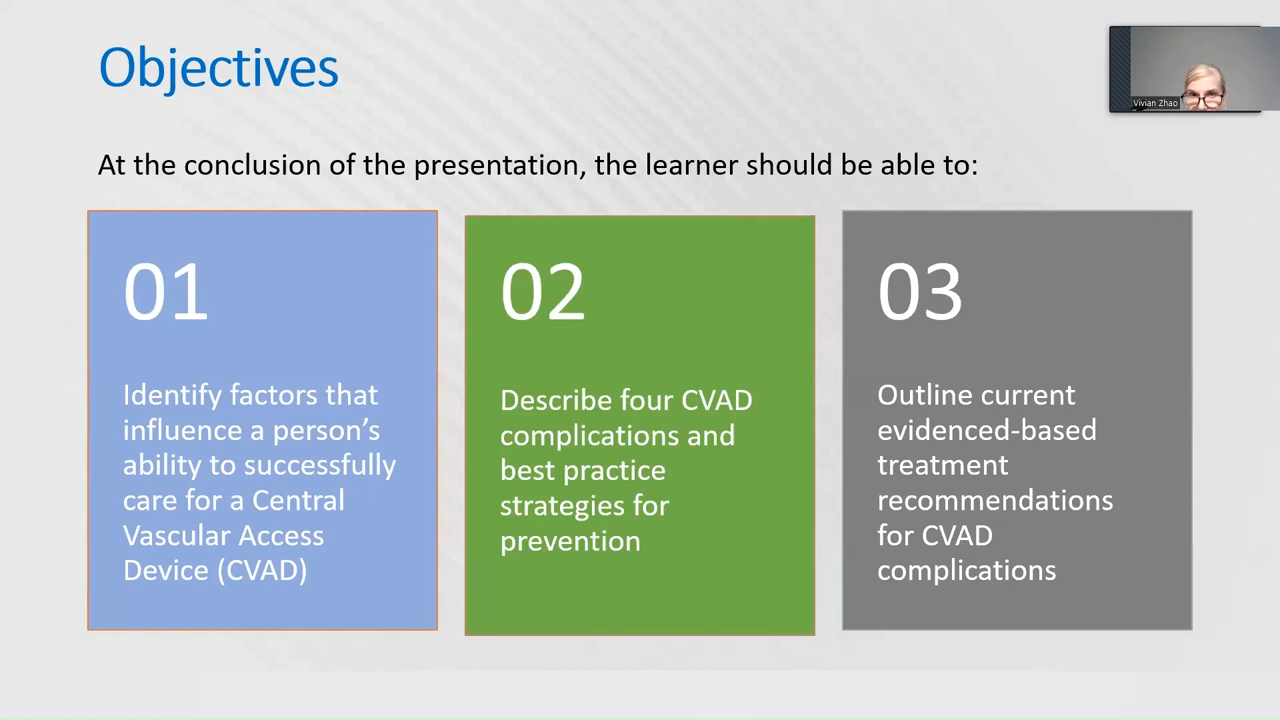 Objectives
Vivian Zhao
At the conclusion of the presentation, the learner should be able to:
01
Identify factors that
influence a person’s
ability to successfully
care for a Central
Vascular Access
Device (CVAD)
02
Describe four CVAD
complications and
best practice
strategies for
prevention
03
Outline current
evidenced-based
treatment
recommendations
for CVAD
complications